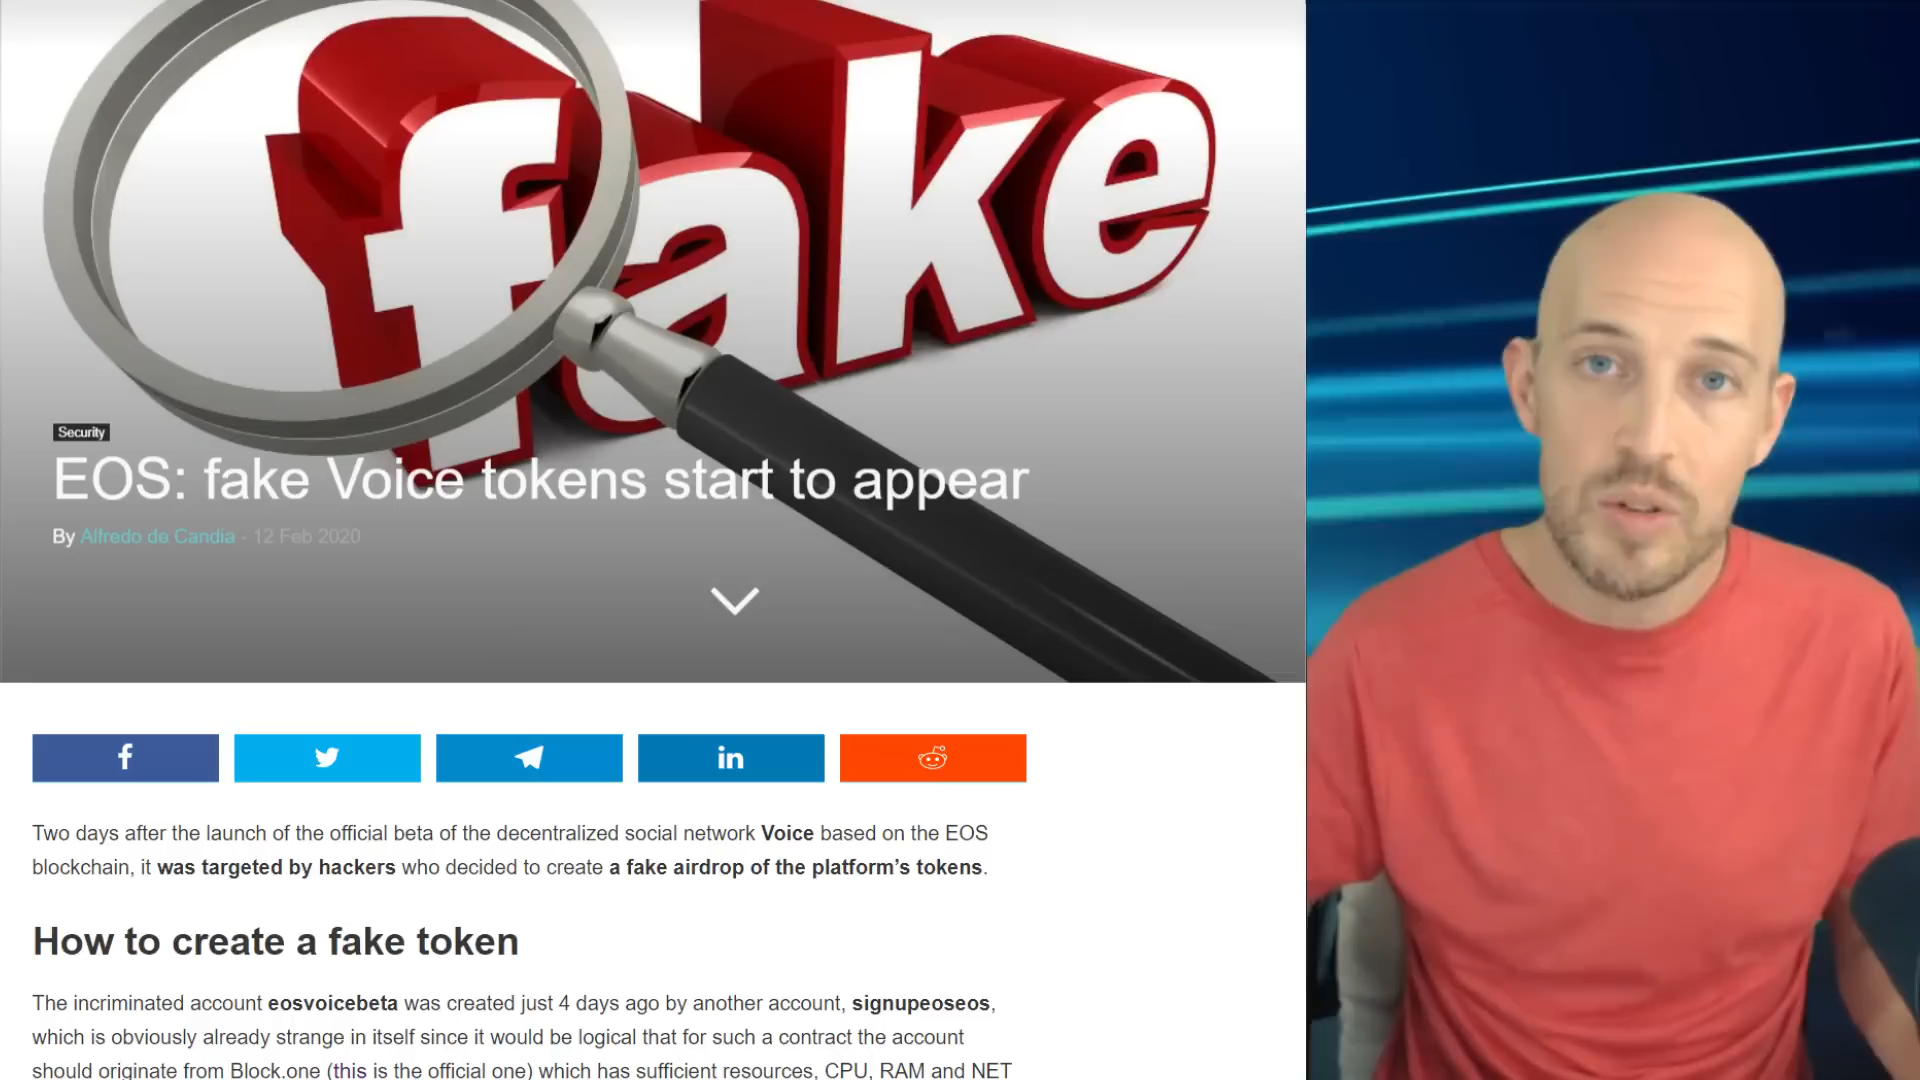 fake
Security
EOS: fake Voice tokens start to appear
By Alfredo de Candia - 12 Feb 2020
f
in
Two days after the launch of the official beta of the decentralized social network Voice based on the EOS
blockchain, it was targeted by hackers who decided to create a fake airdrop of the platform’s tokens.
How to create a fake token
The incriminated account eosvoicebeta was created just 4 days ago by another account, signupeoseos,
which is obviously already strange in itself since it would be logical that for such a contract the account
should originate from Block.one (this is the official one) which has sufficient resources, CPU, RAM and NET